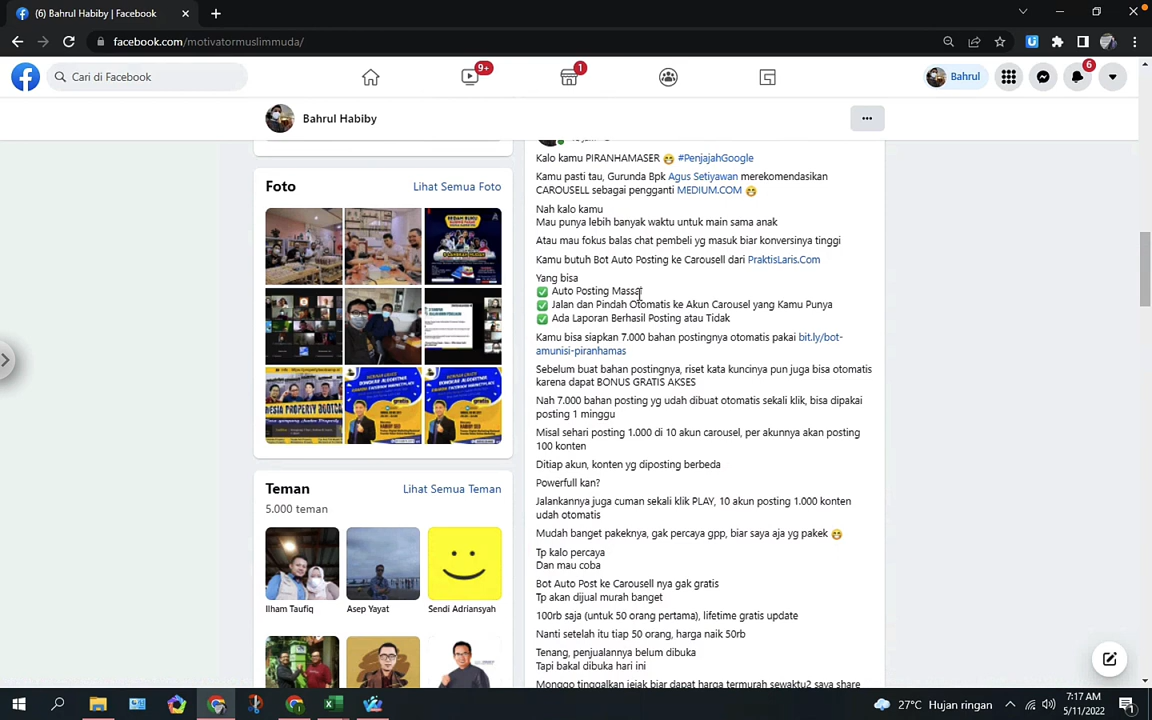 (6) Bahrul Habiby | Facebook
facebook.com/motivatormuslimmuda/
Cari di Facebook
9+
1
Bahrul
6
Bahrul Habiby
Foto
Lihat Semua Foto
Teman
Lihat Semua Teman
5.000 teman
Ilham Taufiq
Asep Yayat
Sendi Adriansyah
Kalo kamu PIRANHAMASER 😁 #PenjajahGoogle
Kamu pasti tau, Gurunda Bpk Agus Setiyawan merekomendasikan
CAROUSELL sebagai pengganti MEDIUM.COM 😁
Nah kalo kamu
Mau punya lebih banyak waktu untuk main sama anak
Atau mau fokus balas chat pembeli yg masuk biar konversinya tinggi
Kamu butuh Bot Auto Posting ke Carousell dari PraktisLaris.Com
Yang bisa
✅ Auto Posting Massal
✅ Jalan dan Pindah Otomatis ke Akun Carousel yang Kamu Punya
✅ Ada Laporan Berhasil Posting atau Tidak
Kamu bisa siapkan 7.000 bahan postingnya otomatis pakai bit.ly/bot-
amunisi-piranhamas
Sebelum buat bahan postingnya, riset kata kuncinya pun juga bisa otomatis
karena dapat BONUS GRATIS AKSES
Nah 7.000 bahan posting yg udah dibuat otomatis sekali klik, bisa dipakai
posting 1 minggu
Misal sehari posting 1.000 di 10 akun carousel, per akunnya akan posting
100 konten
Ditiap akun, konten yg diposting berbeda
Powerfull kan?
Jalankannya juga cuman sekali klik PLAY, 10 akun posting 1.000 konten
udah otomatis
Mudah banget pakeknya, gak percaya gpp, biar saya aja yg pakek 😁
Tp kalo percaya
Dan mau coba
Bot Auto Post ke Carousell nya gak gratis
Tp akan dijual murah banget
100rb saja (untuk 50 orang pertama), lifetime gratis update
Nanti setelah itu tiap 50 orang, harga naik 50rb
Tenang, penjualannya belum dibuka
Tapi bakal dibuka hari ini
Monggo tinggalkan jejak biar dapat harga termurah sewaktu2 saya share
27°C Hujan ringan
7:17 AM
5/11/2022
1